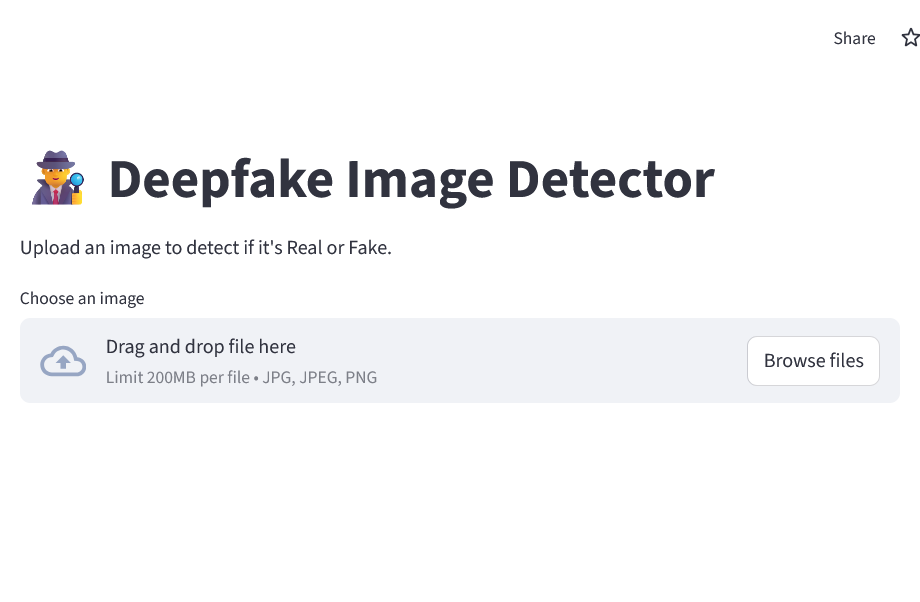 Share
Deepfake Image Detector
Upload an image to detect if it's Real or Fake.
Choose an image
Drag and drop file here
Limit 200MB per file • JPG, JPEG, PNG
Browse files